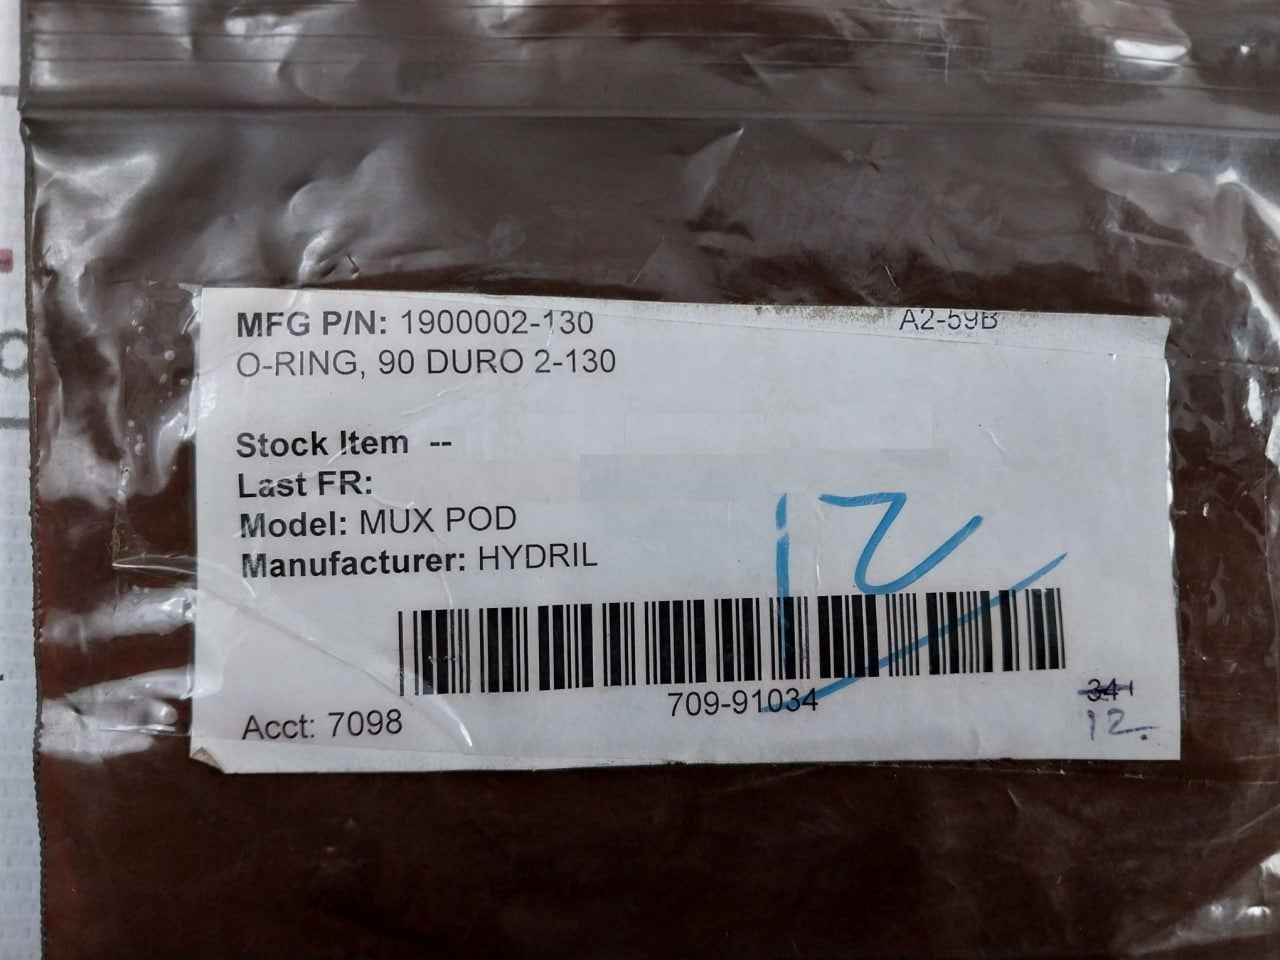 MFG P/N: 1900002-130
A2-59B
O-RING, 90 DURO 2-130
Stock Item --
Last FR:
Model: MUX POD
Manufacturer: HYDRIL
12
709-91034
34
Acct: 7098
12.